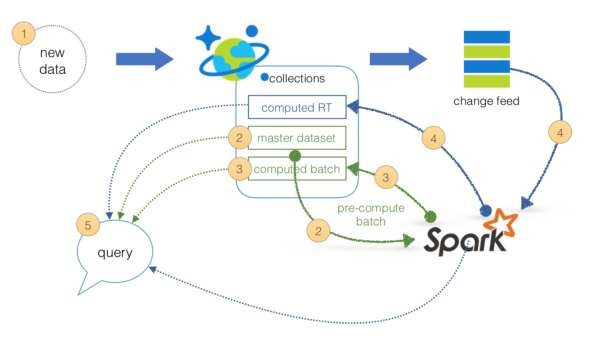 1
new
data
collections
change feed
computed RT
4
4
2
master dataset
3
computed batch
3
pre-compute
batch
2
Spark
5
query